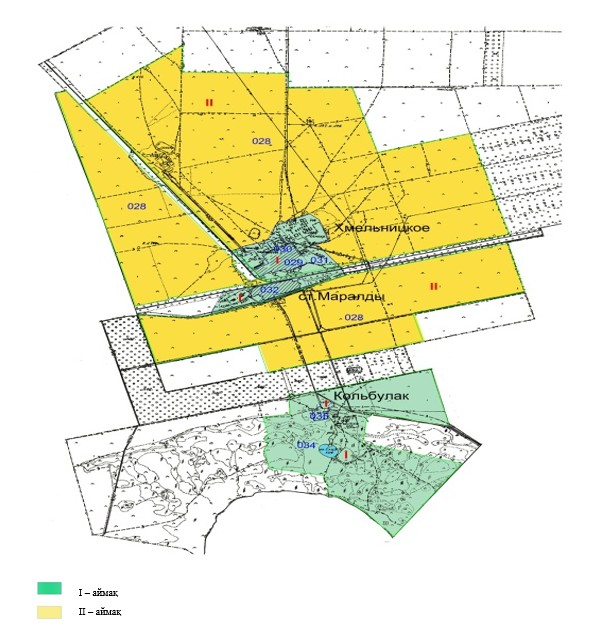 II
028
028
Хмельницкое
030
I
029
031
032
I
ст.Маралды
II
028
Кольбулак
I
035
034
I
I – аймақ
II – аймақ